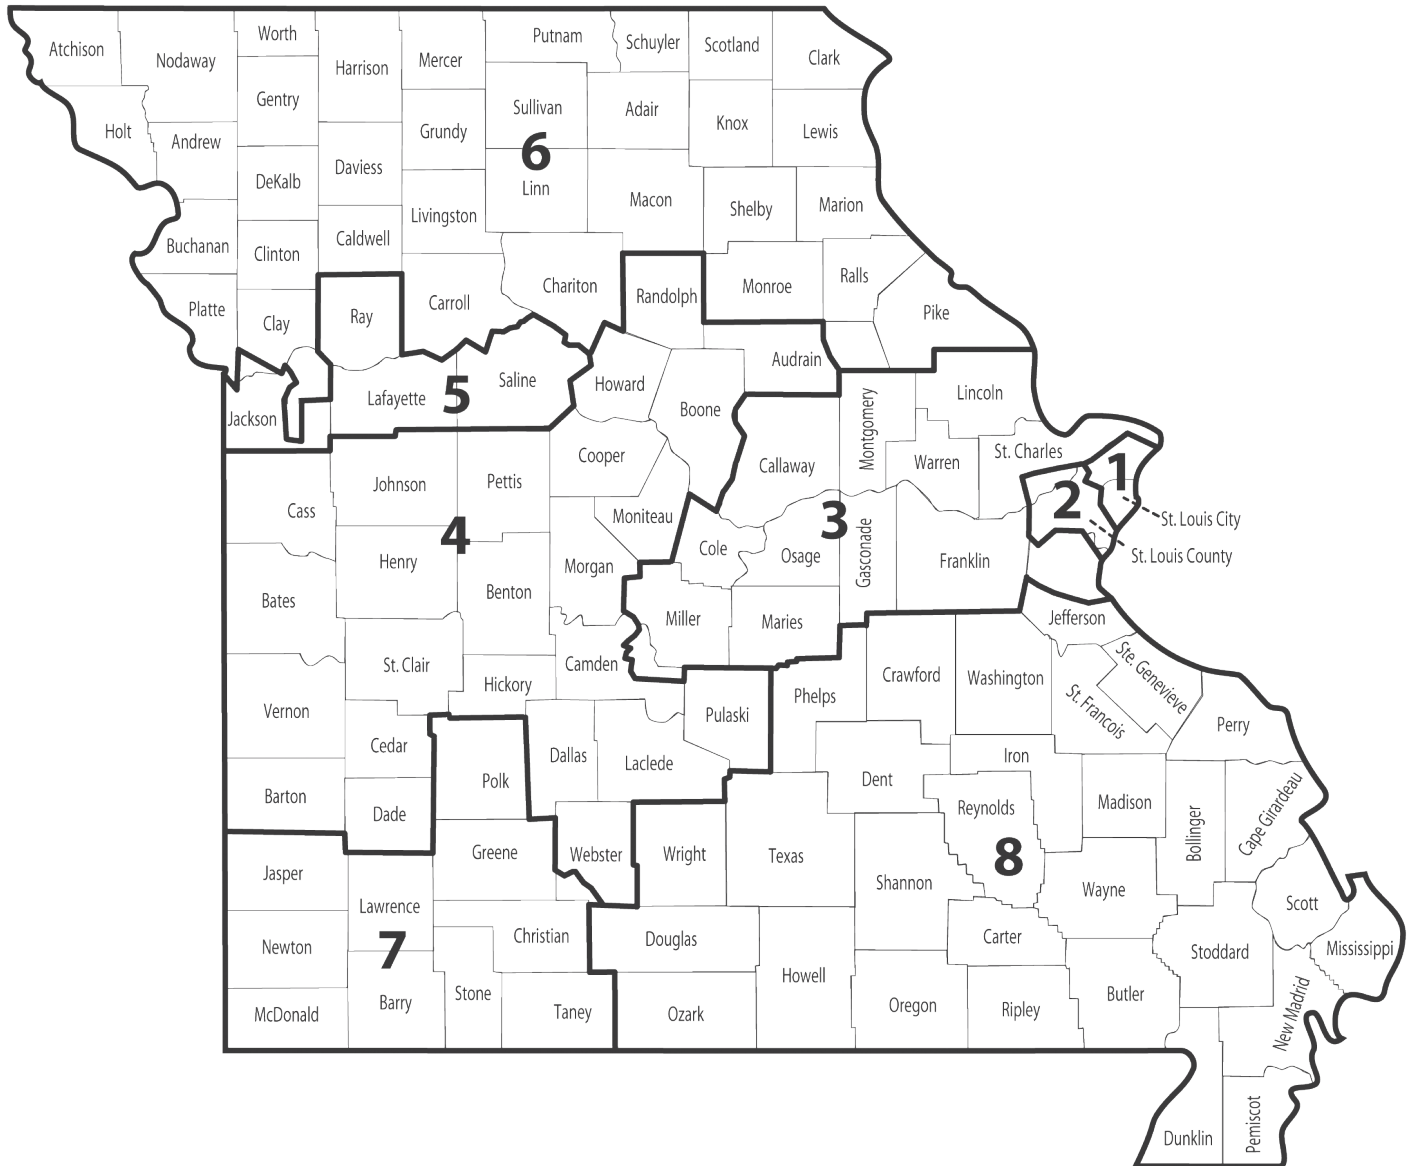 Atchison
Nodaway
Worth
Harrison
Mercer
Putnam
Schuyler
Scotland
Clark
Gentry
Sullivan
Adair
Knox
Lewis
Holt
Andrew
Grundy
6
DeKalb
Daviess
Linn
Macon
Shelby
Marion
Livingston
Buchanan
Clinton
Caldwell
Chariton
Randolph
Monroe
Ralls
Pike
Platte
Clay
Ray
Carroll
Audrain
Jackson
Lafayette
5
Saline
Howard
Boone
Montgomery
Lincoln
Cooper
Callaway
Warren
St. Charles
1
2
St. Louis City
St. Louis County
Cass
Johnson
Pettis
Moniteau
3
4
Henry
Morgan
Cole
Osage
Gasconade
Franklin
Bates
Benton
Miller
Maries
Jefferson
St. Clair
Camden
Hickory
Vernon
Pulaski
Phelps
Crawford
Washington
St. Francois
Ste. Genevieve
Perry
Cedar
Dallas
Laclede
Polk
Iron
Dent
Barton
Dade
Reynolds
Madison
Bollinger
Cape Girardeau
Greene
Webster
Wright
Texas
8
Jasper
Shannon
Wayne
Lawrence
Scott
7
Newton
Christian
Douglas
Carter
Stoddard
Mississippi
Howell
McDonald
Barry
Stone
Taney
Ozark
Oregon
Ripley
Butler
New Madrid
Dunklin
Pemiscot